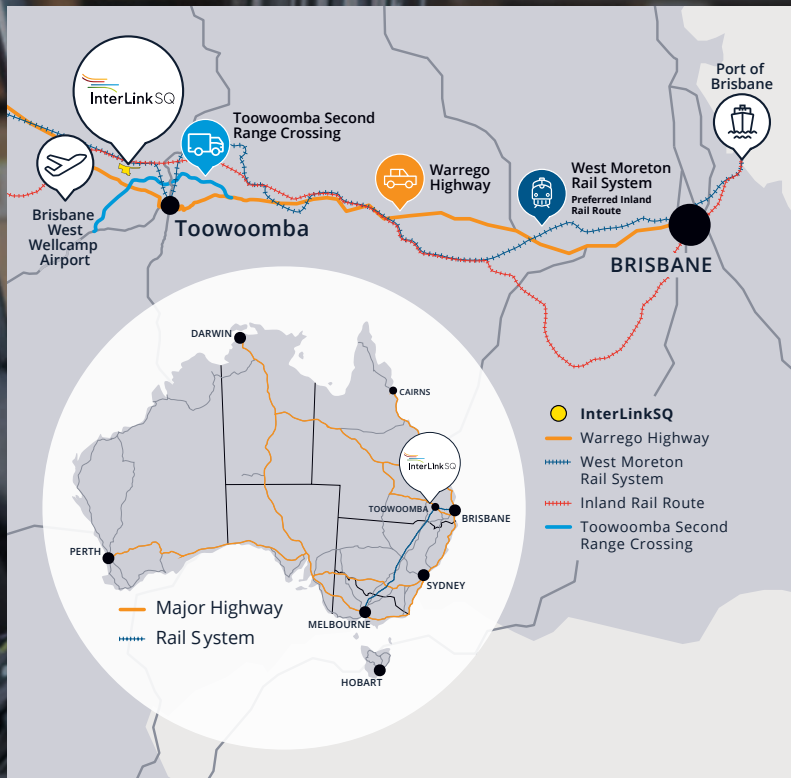 Port of
Brisbane
InterLinkSQ
Toowoomba Second
Range Crossing
Warrego
Highway
West Moreton
Rail System
Preferred Inland
Rail Route
Brisbane
West
Wellcamp
Airport
Toowoomba
BRISBANE
DARWIN
CAIRNS
InterLinkSQ
TOOWOOMBA
BRISBANE
PERTH
SYDNEY
MELBOURNE
HOBART
Major Highway
Rail System
InterLinkSQ
Warrego Highway
West Moreton
Rail System
Inland Rail Route
Toowoomba Second
Range Crossing